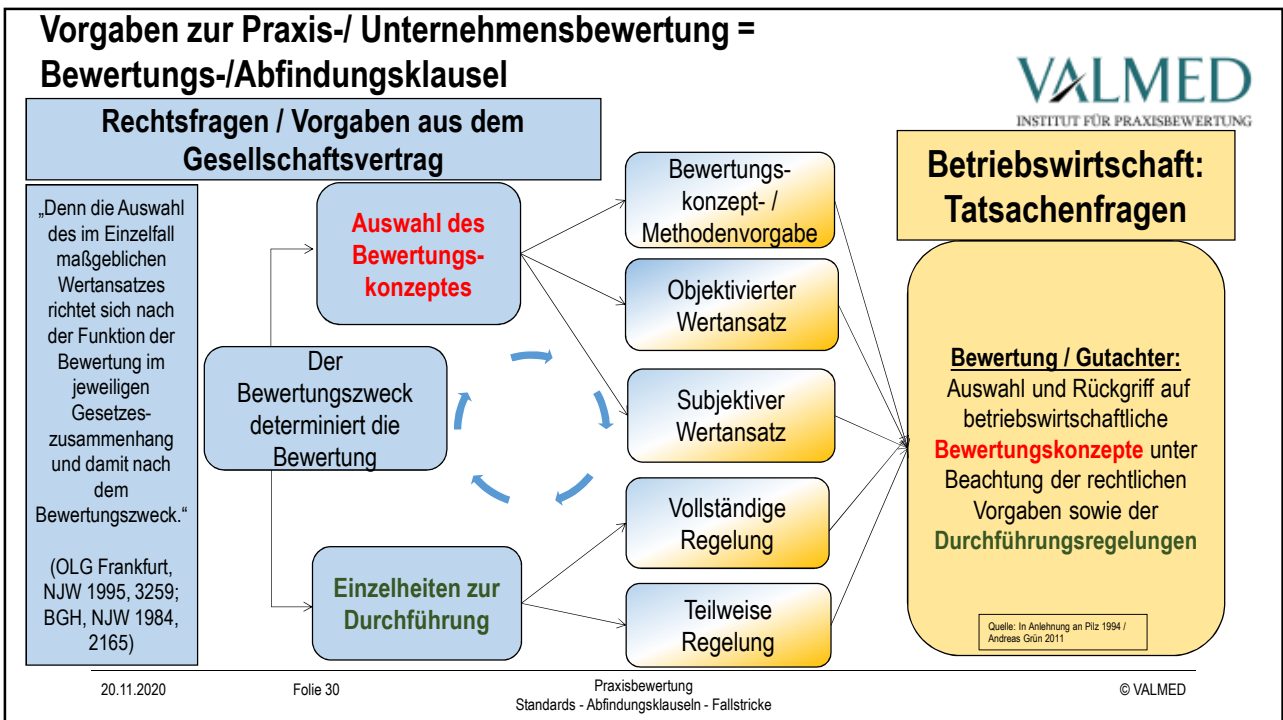 Vorgaben zur Praxis-/ Unternehmensbewertung =
Bewertungs-/Abfindungsklausel
VALMED
INSTITUT FÜR PRAXISBEWERTUNG
Rechtsfragen / Vorgaben aus dem
Gesellschaftsvertrag
„Denn die Auswahl
des im Einzelfall
maßgeblichen
Wertansatzes
richtet sich nach
der Funktion der
Bewertung im
jeweiligen
Gesetzes-
zusammenhang
und damit nach
dem
Bewertungszweck.“
(OLG Frankfurt,
NJW 1995, 3259;
BGH, NJW 1984,
2165)
Auswahl des
Bewertungs-
konzeptes
Der
Bewertungszweck
determiniert die
Bewertung
Einzelheiten zur
Durchführung
Bewertungs-
konzept- /
Methodenvorgabe
Objektivierter
Wertansatz
Subjektiver
Wertansatz
Vollständige
Regelung
Teilweise
Regelung
Betriebswirtschaft:
Tatsachenfragen
Bewertung / Gutachter:
Auswahl und Rückgriff auf
betriebswirtschaftliche
Bewertungskonzepte unter
Beachtung der rechtlichen
Vorgaben sowie der
Durchführungsregelungen
Quelle: In Anlehnung an Pilz 1994 /
Andreas Grün 2011
20.11.2020
Folie 30
Praxisbewertung
Standards - Abfindungsklauseln - Fallstricke
© VALMED